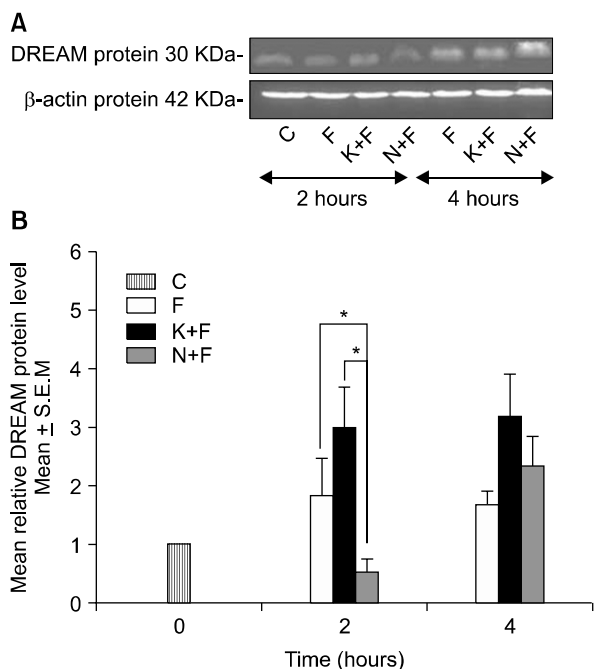 A
DREAM protein 30 KDa-
β-actin protein 42 KDa-
C F K+F N+F F K+F N+F
2 hours 4 hours
B
Mean relative DREAM protein level
Mean ± S.E.M
6
5
4
3
2
1
0
C
F
K+F
N+F
*
*
0 2 4
Time (hours)